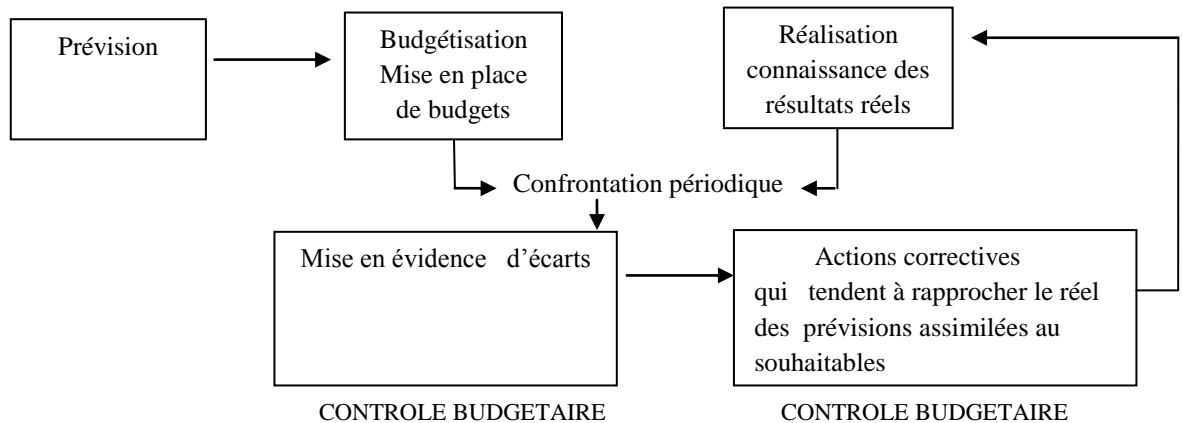 Prévision
Budgétisation
Mise en place
de budgets
Réalisation
connaissance des
résultats réels
Confrontation périodique
Mise en évidence d’écarts
Actions correctives
qui tendent à rapprocher le réel
des prévisions assimilées au
souhaitables
CONTROLE BUDGETAIRE
CONTROLE BUDGETAIRE